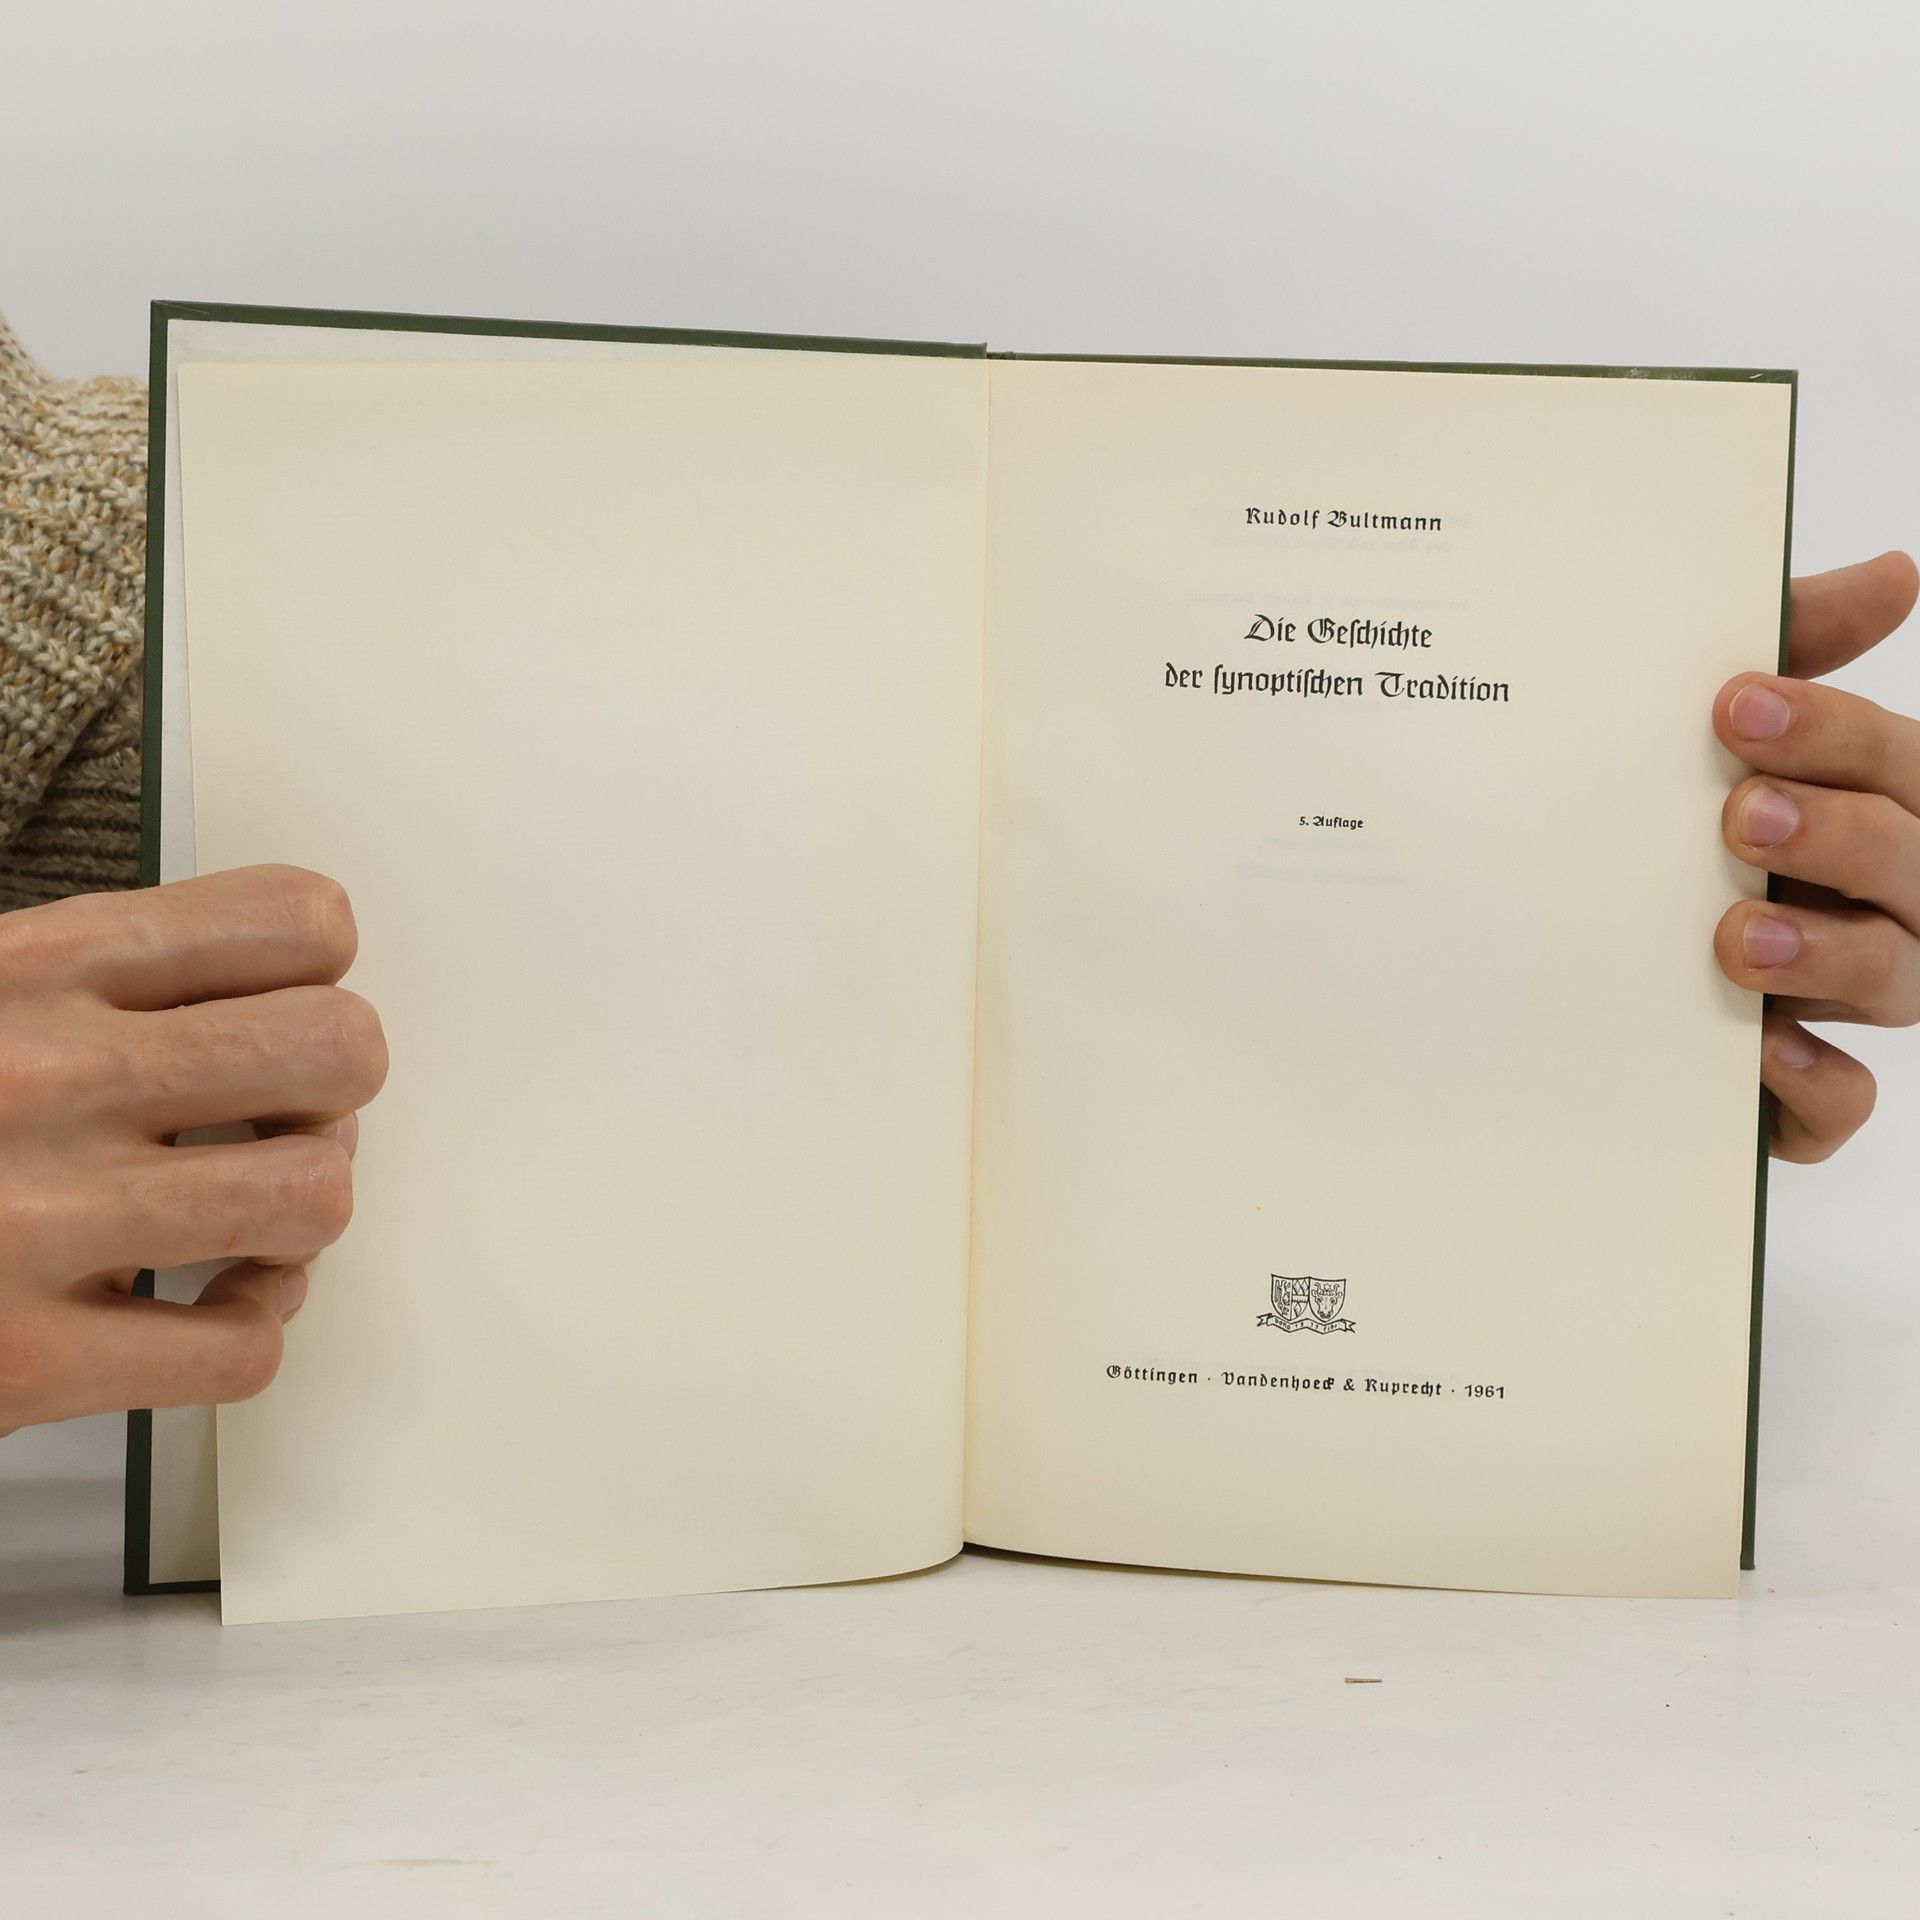 Rudolf Bultmann
Die Geſchichte
der ſynoptiſchen Tradition
5. Auflage
Göttingen · Vandenhoeck & Ruprecht · 1961